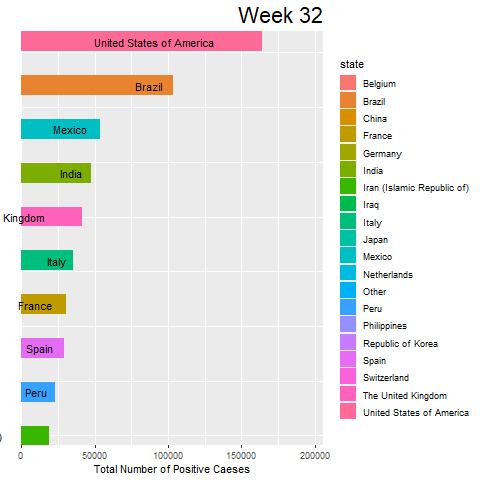 Week 32
United States of America
Brazil
Mexico
India
Kingdom
Italy
France
Spain
Peru
)
0
50000
100000
150000
200000
Total Number of Positive Caeses
state
Belgium
Brazil
China
France
Germany
India
Iran (Islamic Republic of)
Iraq
Italy
Japan
Mexico
Netherlands
Other
Peru
Philippines
Republic of Korea
Spain
Switzerland
The United Kingdom
United States of America